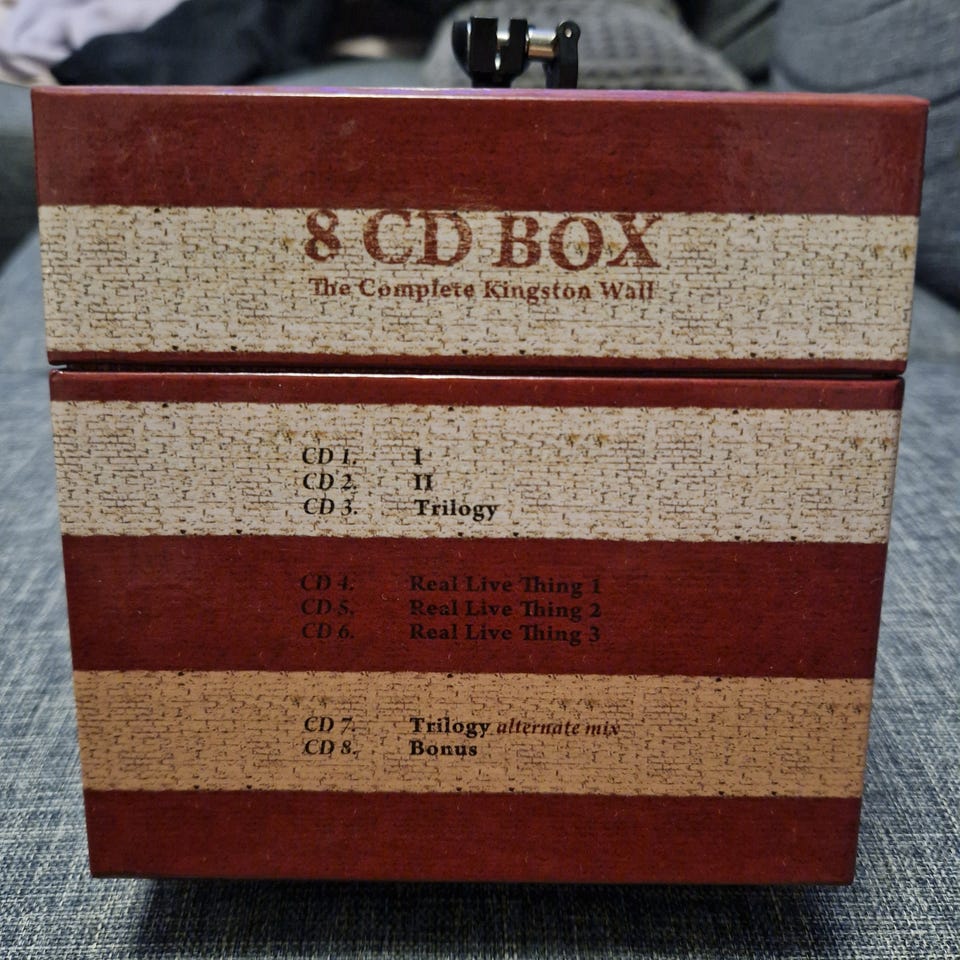 8 CD BOX
The Complete Kingston Wall
CD 1. I
CD 2. II
CD 3. Trilogy
CD 4. Real Live Thing 1
CD 5. Real Live Thing 2
CD 6. Real Live Thing 3
CD 7. Trilogy alternate mix
CD 8. Bonus